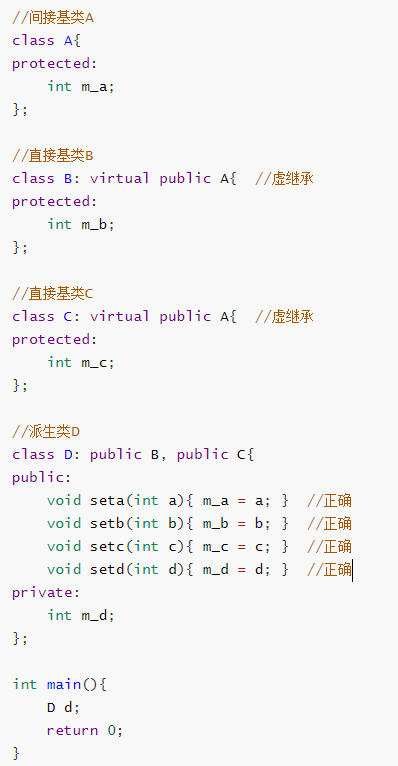 //间接基类A
class A{
protected:
    int m_a;
};

//直接基类B
class B: virtual public A{  //虚继承
protected:
    int m_b;
};

//直接基类C
class C: virtual public A{  //虚继承
protected:
    int m_c;
};

//派生类D
class D: public B, public C{
public:
    void seta(int a){ m_a = a; }  //正确
    void setb(int b){ m_b = b; }  //正确
    void setc(int c){ m_c = c; }  //正确
    void setd(int d){ m_d = d; }  //正确
private:
    int m_d;
};

int main(){
    D d;
    return 0;
}